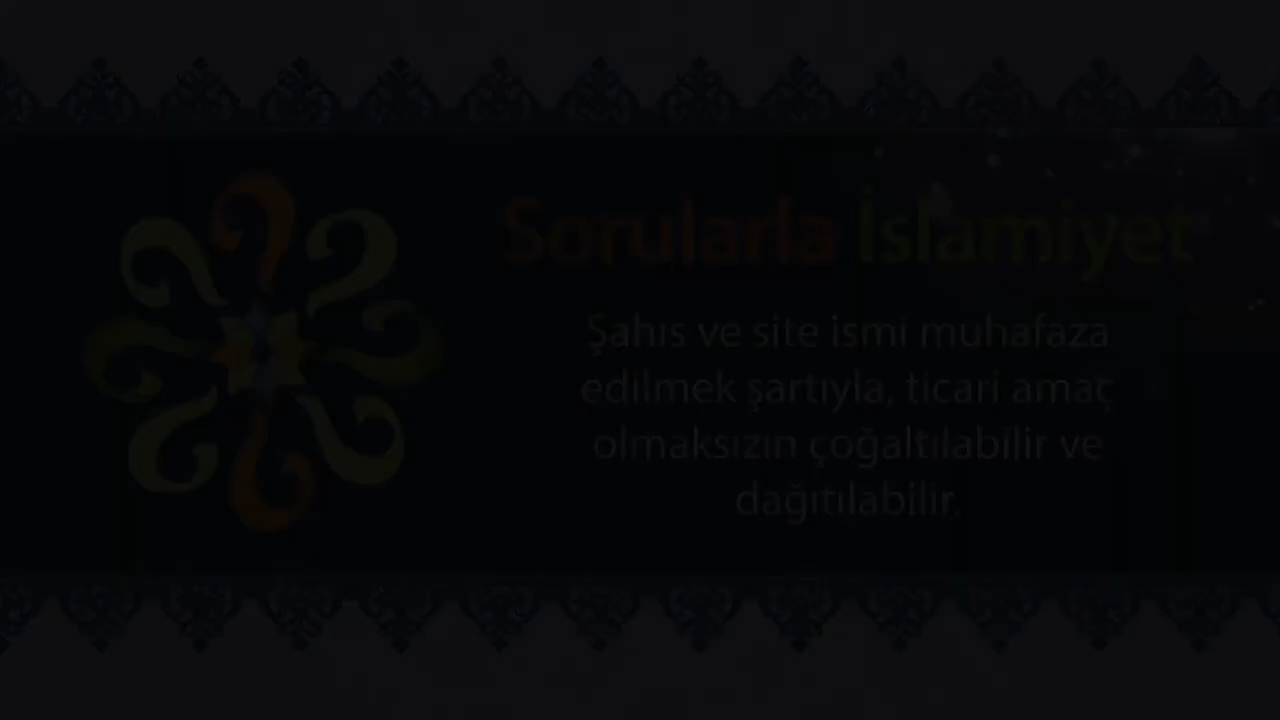 Sorularla İslamiyet
Şahıs ve site ismi muhafaza
edilmek şartıyla, ticari amaç
olmaksızın çoğaltılabilir ve
dağıtılabilir.